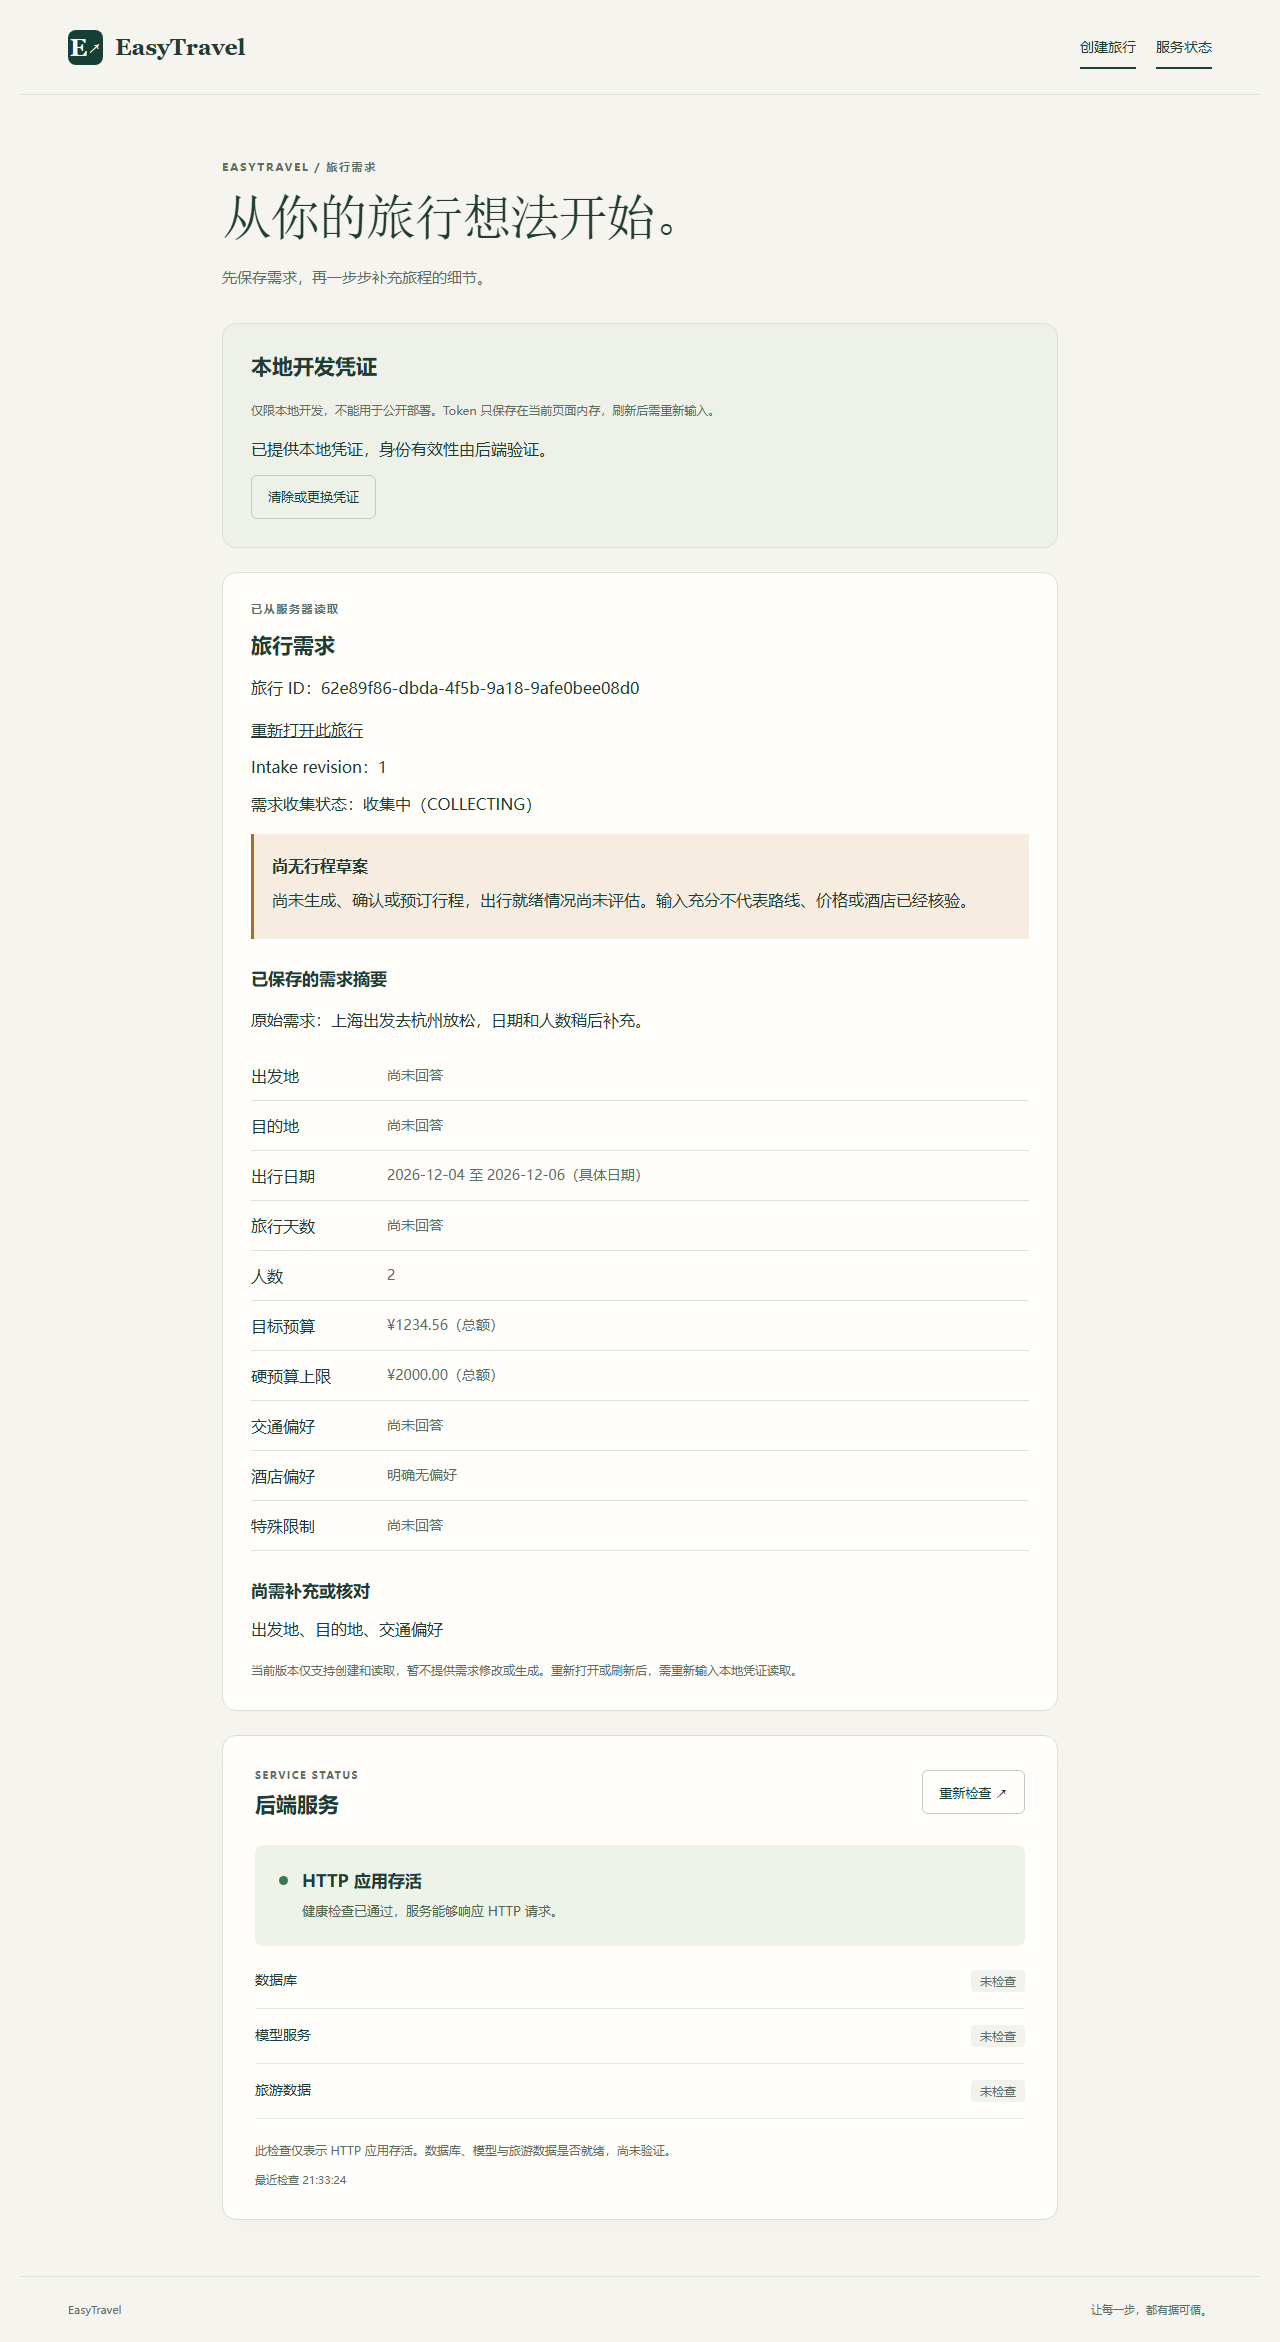 E↗ EasyTravel
创建旅行 服务状态
EASYTRAVEL / 旅行需求
从你的旅行想法开始。
先保存需求，再一步步补充旅程的细节。
本地开发凭证
仅限本地开发，不能用于公开部署。Token 只保存在当前页面内存，刷新后需重新输入。
已提供本地凭证，身份有效性由后端验证。
清除或更换凭证
已从服务器读取
旅行需求
旅行 ID：62e89f86-dbda-4f5b-9a18-9afe0bee08d0
重新打开此旅行
Intake revision：1
需求收集状态：收集中（COLLECTING）
尚无行程草案
尚未生成、确认或预订行程，出行就绪情况尚未评估。输入充分不代表路线、价格或酒店已经核验。
已保存的需求摘要
原始需求：上海出发去杭州放松，日期和人数稍后补充。
出发地 尚未回答
目的地 尚未回答
出行日期 2026-12-04 至 2026-12-06（具体日期）
旅行天数 尚未回答
人数 2
目标预算 ¥1234.56（总额）
硬预算上限 ¥2000.00（总额）
交通偏好 尚未回答
酒店偏好 明确无偏好
特殊限制 尚未回答
尚需补充或核对
出发地、目的地、交通偏好
当前版本仅支持创建和读取，暂不提供需求修改或生成。重新打开或刷新后，需重新输入本地凭证读取。
SERVICE STATUS
后端服务
重新检查 ↗
HTTP 应用存活
健康检查已通过，服务能够响应 HTTP 请求。
数据库 未检查
模型服务 未检查
旅游数据 未检查
此检查仅表示 HTTP 应用存活。数据库、模型与旅游数据是否就绪，尚未验证。
最近检查 21:33:24
EasyTravel
让每一步，都有据可循。